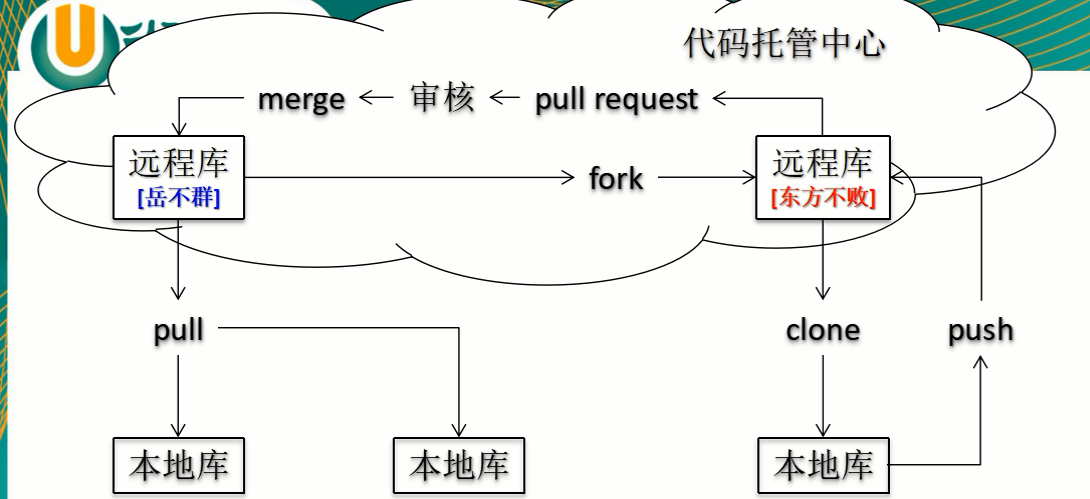 代码托管中心
merge
审核
pull request
远程库
[岳不群]
fork
远程库
[东方不败]
pull
clone
push
本地库
本地库
本地库